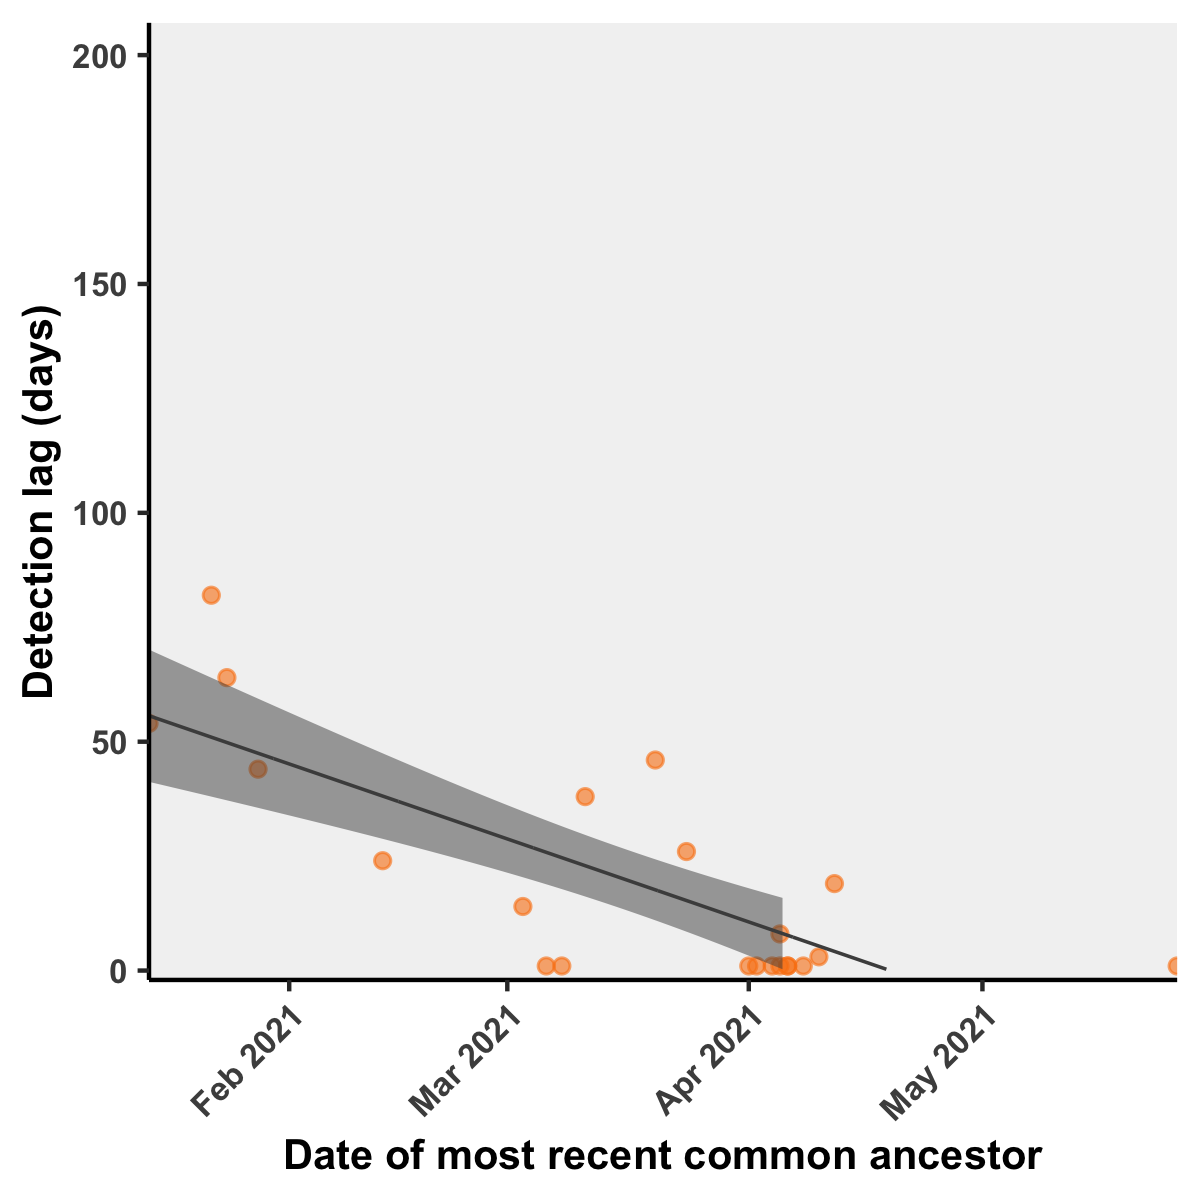 Detection lag (days)
200
150
100
50
0
Feb 2021
Mar 2021
Apr 2021
May 2021
Date of most recent common ancestor